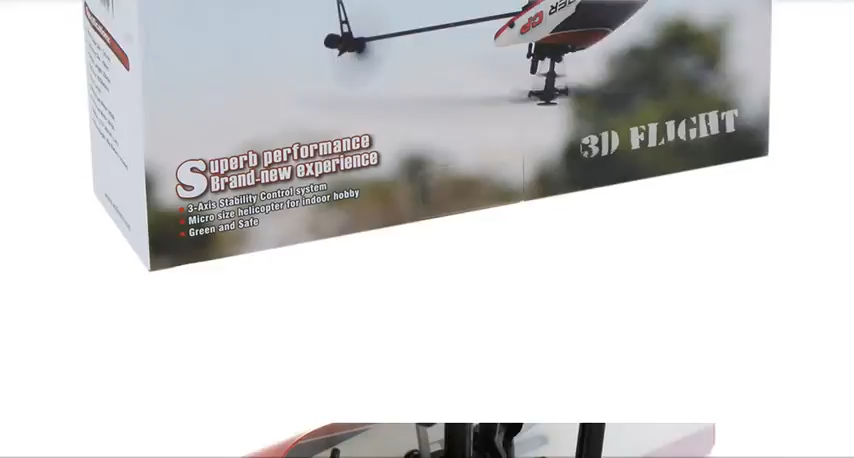 CP
3D FLIGHT
Superb performance
Brand-new experience
3-Axis Stability Control system
Micro size helicopter for indoor hobby
Green and Safe